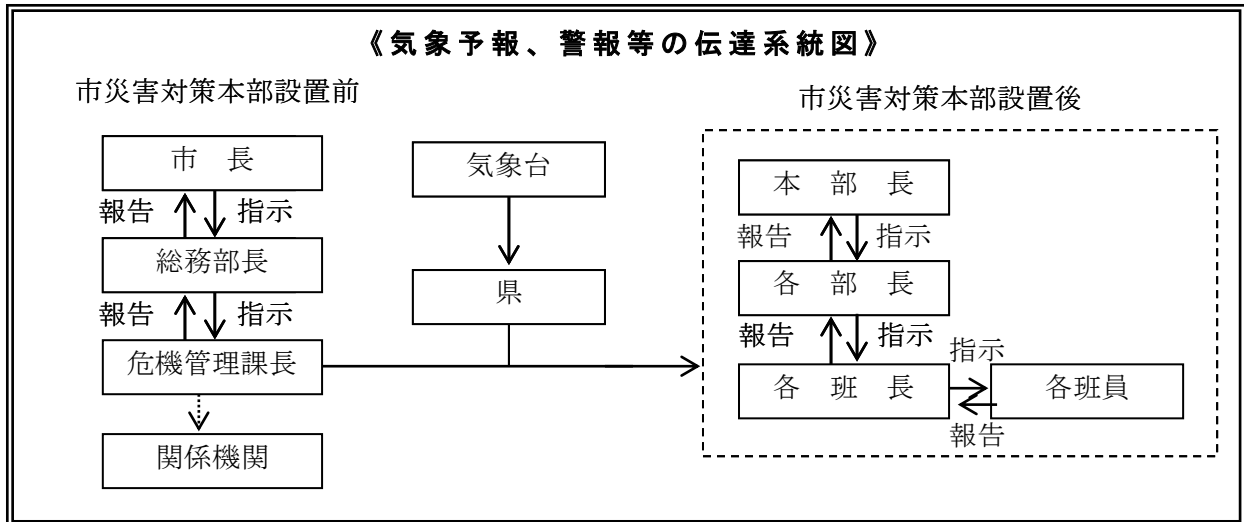 《気象予報、警報等の伝達系統図》
市災害対策本部設置前
市　長
報告　指示
総務部長
報告　指示
危機管理課長
関係機関
気象台
県
市災害対策本部設置後
本　部　長
報告　指示
各　部　長
報告　指示
各　班　長
指示
報告
各班員